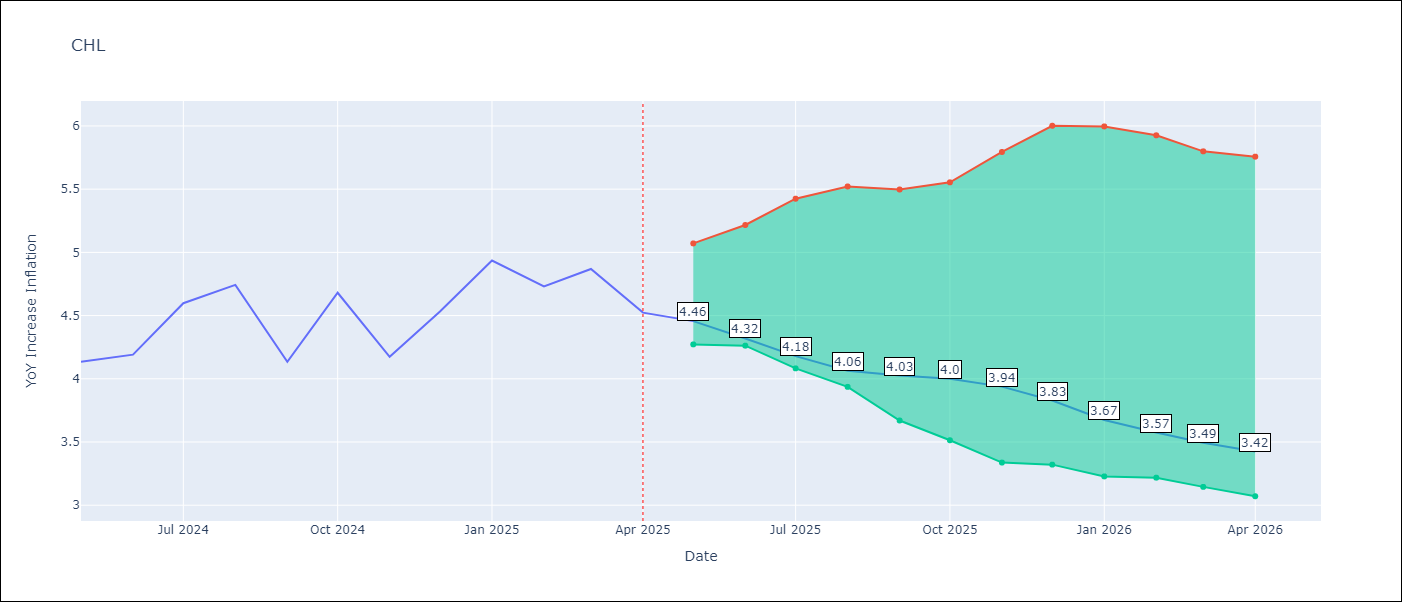 CHL
6
5.5
5
4.5
4
3.5
3
YoY Increase Inflation
4.46
4.32
4.18
4.06
4.03
4.0
3.94
3.83
3.67
3.57
3.49
3.42
Jul 2024
Oct 2024
Jan 2025
Apr 2025
Jul 2025
Oct 2025
Jan 2026
Apr 2026
Date